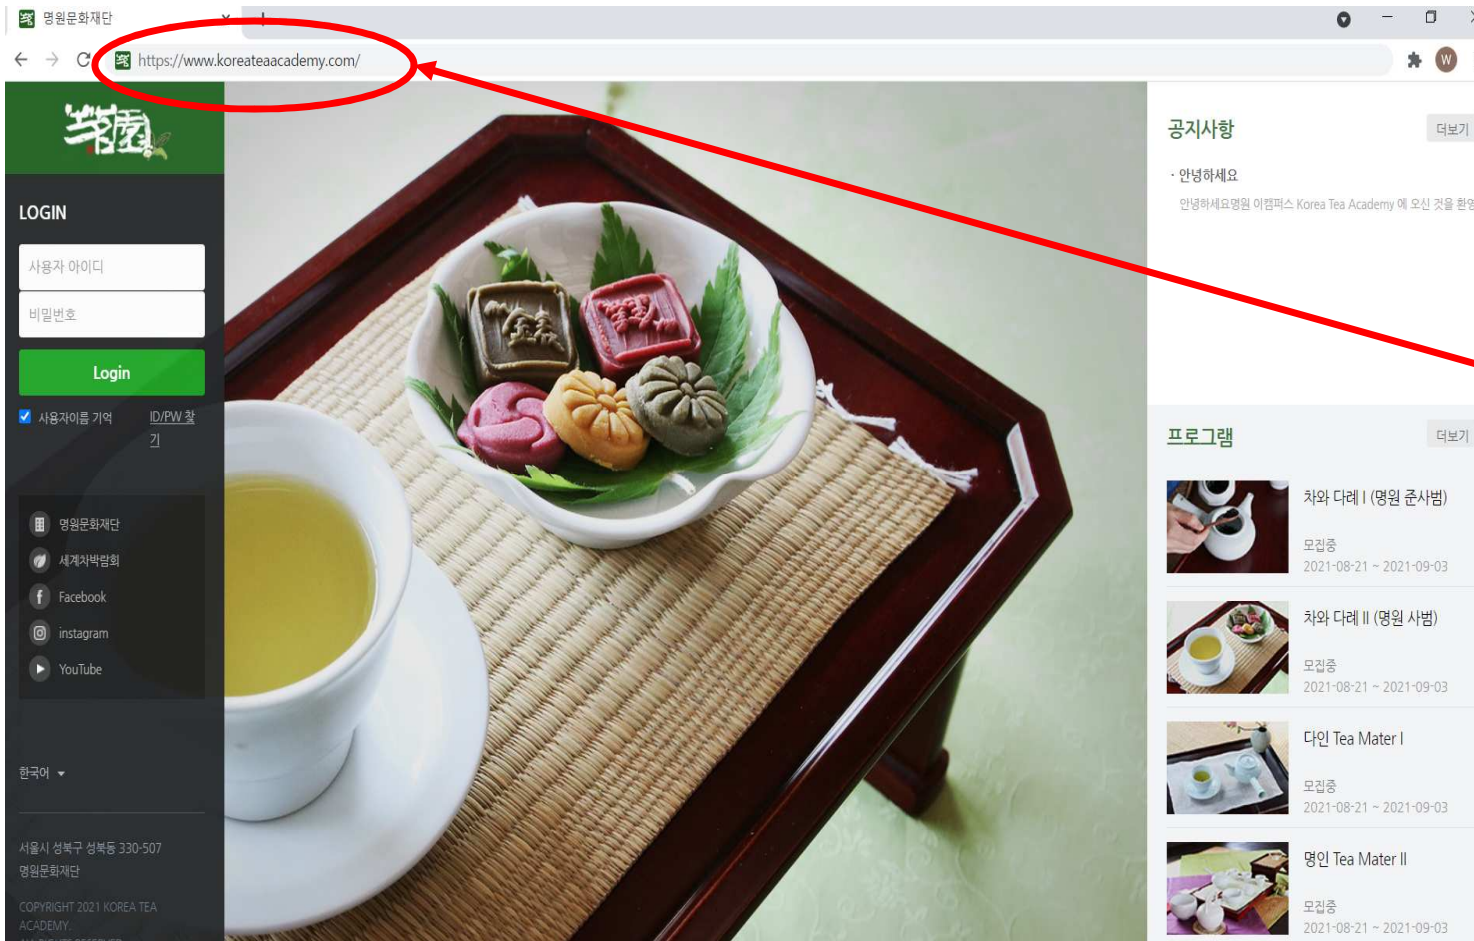 명원문화재단
https://www.koreateaacademy.com/
茗園
LOGIN
사용자 아이디
비밀번호
Login
사용자이름 기억
ID/PW 찾
기
명원문화재단
세계차박람회
Facebook
instagram
YouTube
한국어
서울시 성북구 성북동 330-507
명원문화재단
COPYRIGHT 2021 KOREA TEA
ACADEMY.
공지사항
더보기
· 안녕하세요
안녕하세요명원 이캠퍼스 Korea Tea Academy 에 오신 것을 환영
프로그램
더보기
차와 다례 I (명원 준사범)
모집중
2021-08-21 ~ 2021-09-03
차와 다례 II (명원 사범)
모집중
2021-08-21 ~ 2021-09-03
다인 Tea Mater I
모집중
2021-08-21 ~ 2021-09-03
명인 Tea Mater II
모집중
2021-08-21 ~ 2021-09-03
W